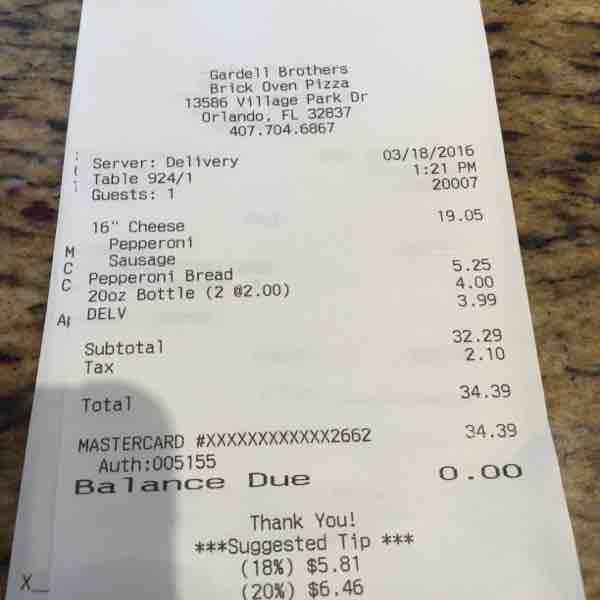 Gardell Brothers
Brick Oven Pizza
13586 Village Park Dr
Orlando, FL 32837
407.704.6867
Server: Delivery 03/18/2016
Table 924/1 1:21 PM
Guests: 1 20007
16" Cheese 19.05
Pepperoni
Sausage
Pepperoni Bread 5.25
20oz Bottle (2 @2.00) 4.00
DELV 3.99
Subtotal 32.29
Tax 2.10
Total 34.39
MASTERCARD #XXXXXXXXXXXX2662 34.39
Auth:005155
Balance Due 0.00
Thank You!
***Suggested Tip ***
(18%) $5.81
(20%) $6.46
M
C
C
X_